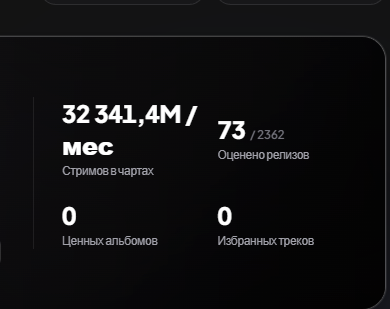 32 341,4M /
мес
Стримов в чартах
73 / 2362
Оценено релизов
0
Ценных альбомов
0
Избранных треков